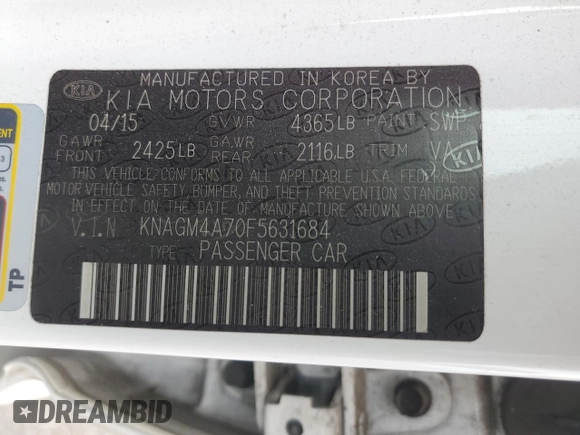 MANUFACTURED IN KOREA BY
KIA KIA MOTORS CORPORATION
04/15 GVWR 4365LB PAINT SWP
GAWR FRONT 2425LB GAWR REAR 2116LB TRIM VA
THIS VEHICLE CONFORMS TO ALL APPLICABLE U.S.A. FEDERAL
MOTOR VEHICLE SAFETY, BUMPER, AND THEFT PREVENTION STANDARDS
IN EFFECT ON THE DATE OF MANUFACTURE SHOWN ABOVE.
V.I.N KNAGM4A70F5631684
TYPE PASSENGER CAR
TP
DREAMBID